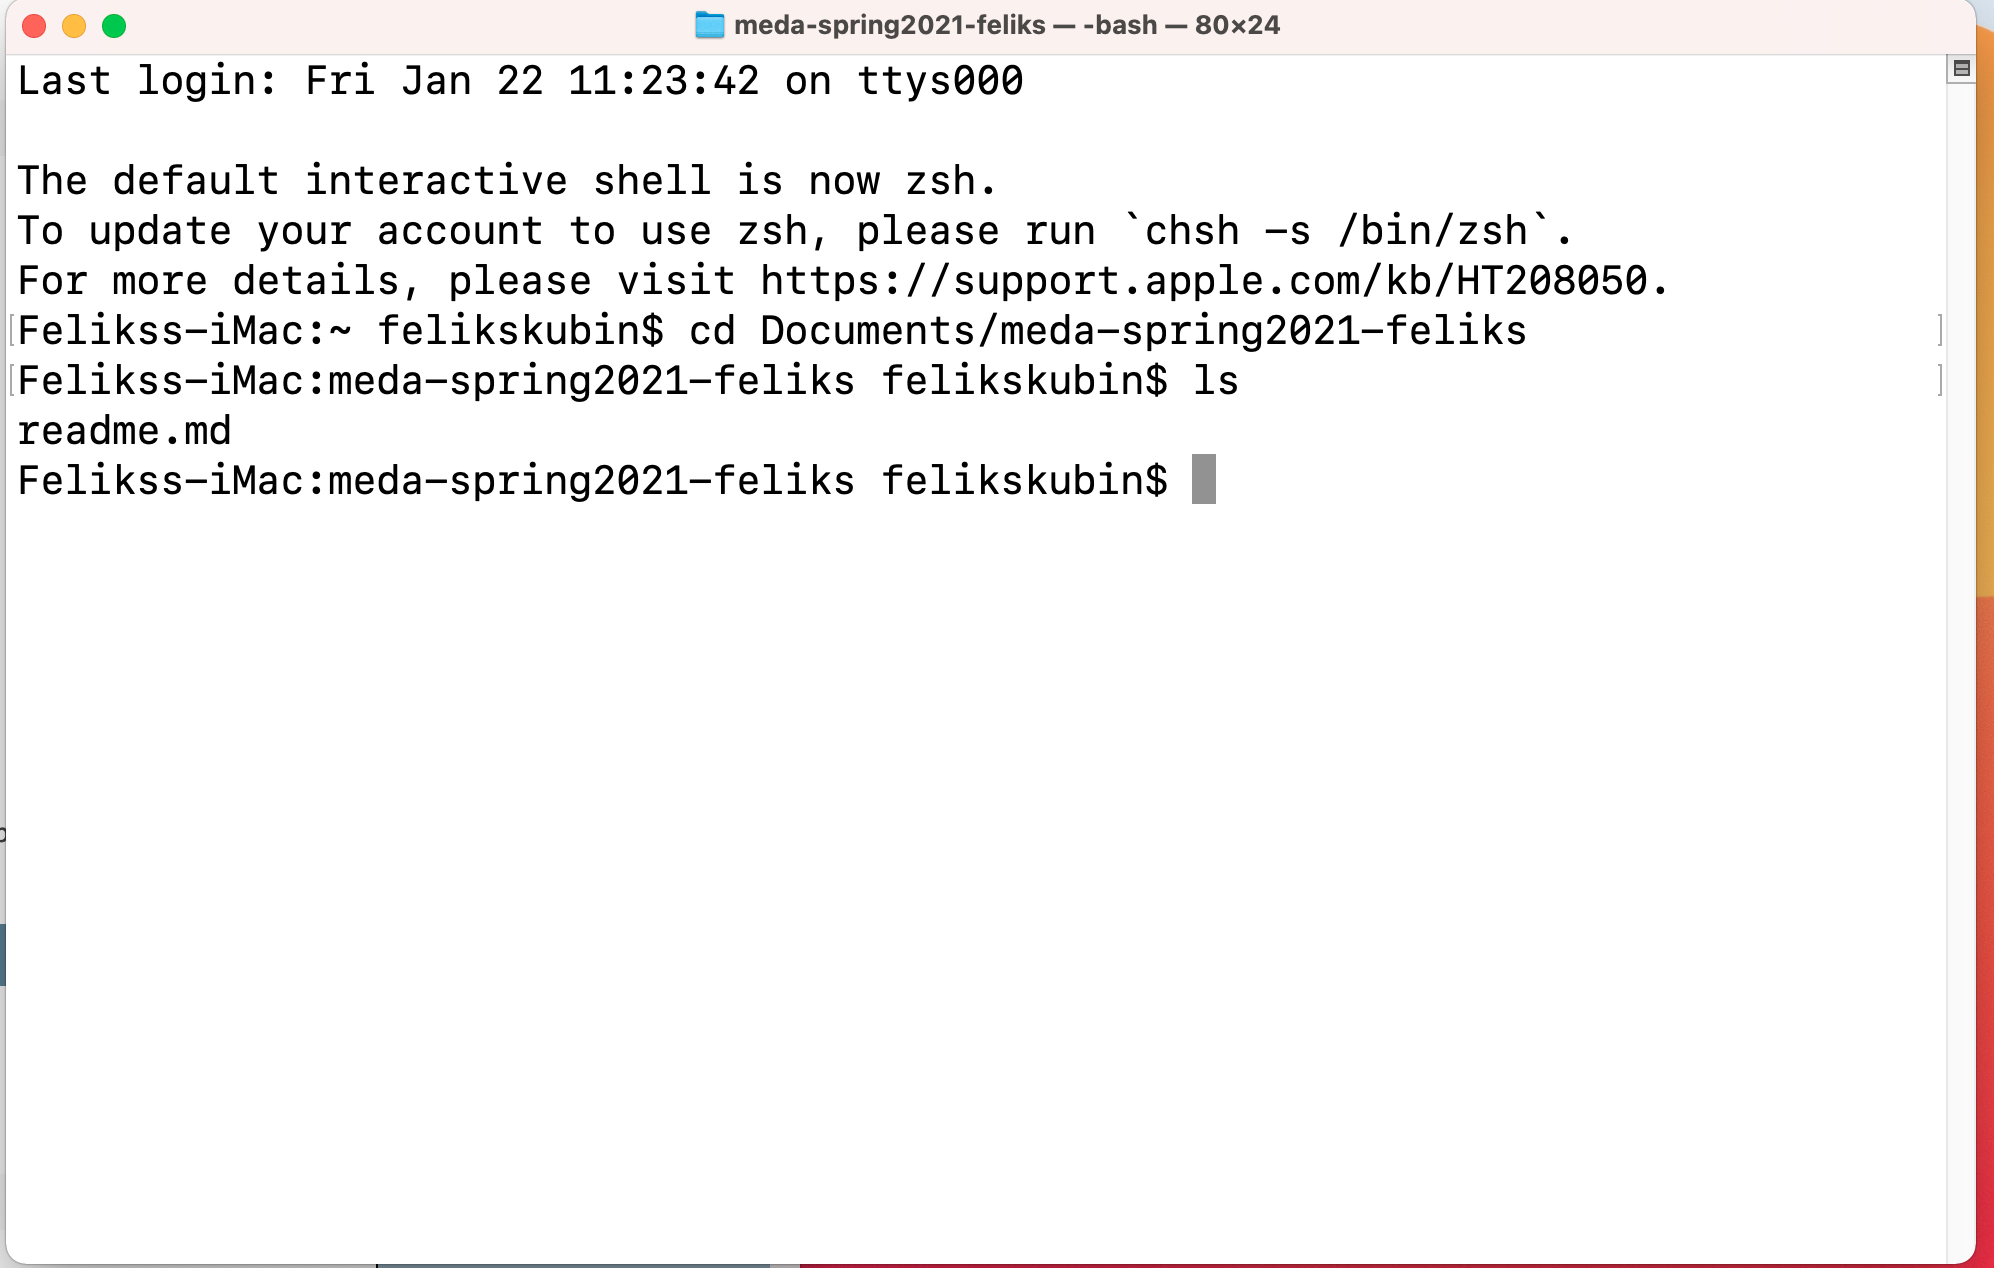 meda-spring2021-feliks — -bash — 80×24
Last login: Fri Jan 22 11:23:42 on ttys000
The default interactive shell is now zsh.
To update your account to use zsh, please run `chsh -s /bin/zsh`.
For more details, please visit https://support.apple.com/kb/HT208050.
[Felikss-iMac:~ felikskubin$ cd Documents/meda-spring2021-feliks ]
[Felikss-iMac:meda-spring2021-feliks felikskubin$ ls ]
readme.md
Felikss-iMac:meda-spring2021-feliks felikskubin$